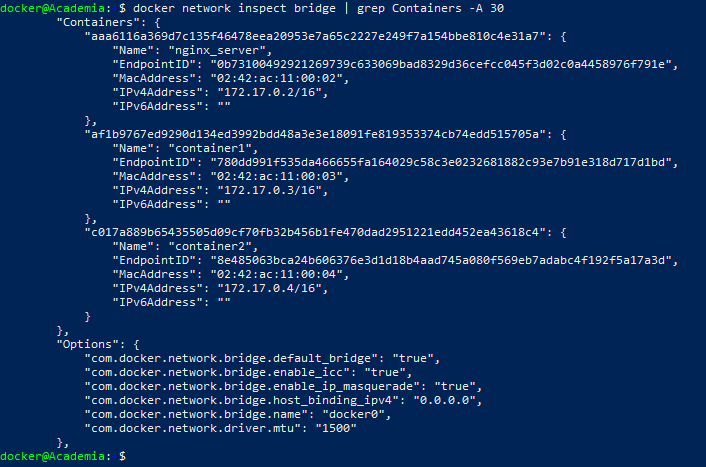 docker@Academia: $ docker network inspect bridge | grep Containers -A 30
        "Containers": {
            "aaa6116a369d7c135f46478eea20953e7a65c2227e249f7a154bbe810c4e31a7": {
                "Name": "nginx_server",
                "EndpointID": "0b73100492921269739c633069bad8329d36cefcc045f3d02c0a4458976f791e",
                "MacAddress": "02:42:ac:11:00:02",
                "IPv4Address": "172.17.0.2/16",
                "IPv6Address": ""
            },
            "af1b9767ed9290d134ed3992bdd48a3e3e18091fe819353374cb74edd515705a": {
                "Name": "container1",
                "EndpointID": "780dd991f535da466655fa164029c58c3e0232681882c93e7b91e318d717d1bd",
                "MacAddress": "02:42:ac:11:00:03",
                "IPv4Address": "172.17.0.3/16",
                "IPv6Address": ""
            },
            "c017a889b65435505d09cf70fb32b456b1fe470dad2951221edd452ea43618c4": {
                "Name": "container2",
                "EndpointID": "8e485063bca24b606376e3d1d18b4aad745a080f569eb7adabc4f192f5a17a3d",
                "MacAddress": "02:42:ac:11:00:04",
                "IPv4Address": "172.17.0.4/16",
                "IPv6Address": ""
            }
        },
        "Options": {
            "com.docker.network.bridge.default_bridge": "true",
            "com.docker.network.bridge.enable_icc": "true",
            "com.docker.network.bridge.enable_ip_masquerade": "true",
            "com.docker.network.bridge.host_binding_ipv4": "0.0.0.0",
            "com.docker.network.bridge.name": "docker0",
            "com.docker.network.driver.mtu": "1500"
        },
docker@Academia: $